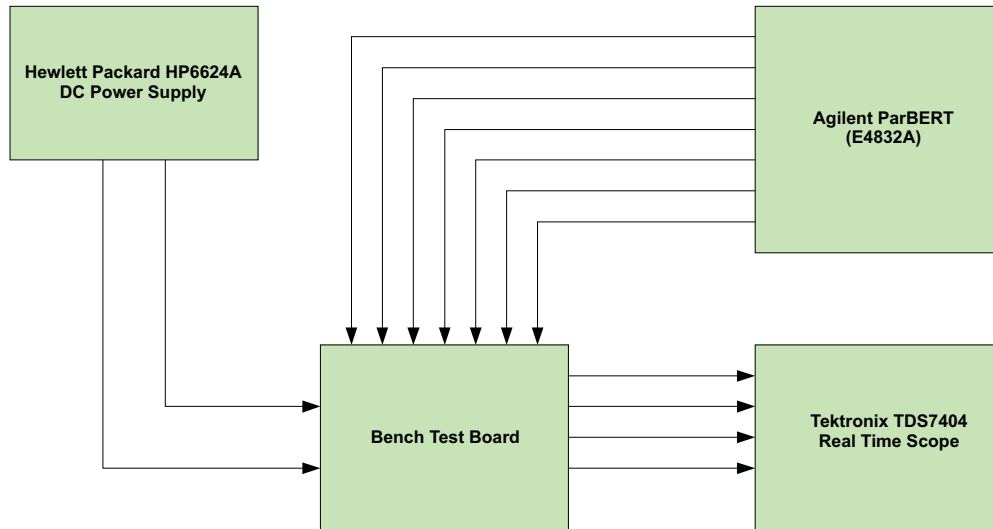 Hewlett Packard HP6624A
DC Power Supply
Agilent ParBERT
(E4832A)
Bench Test Board
Tektronix TDS7404
Real Time Scope